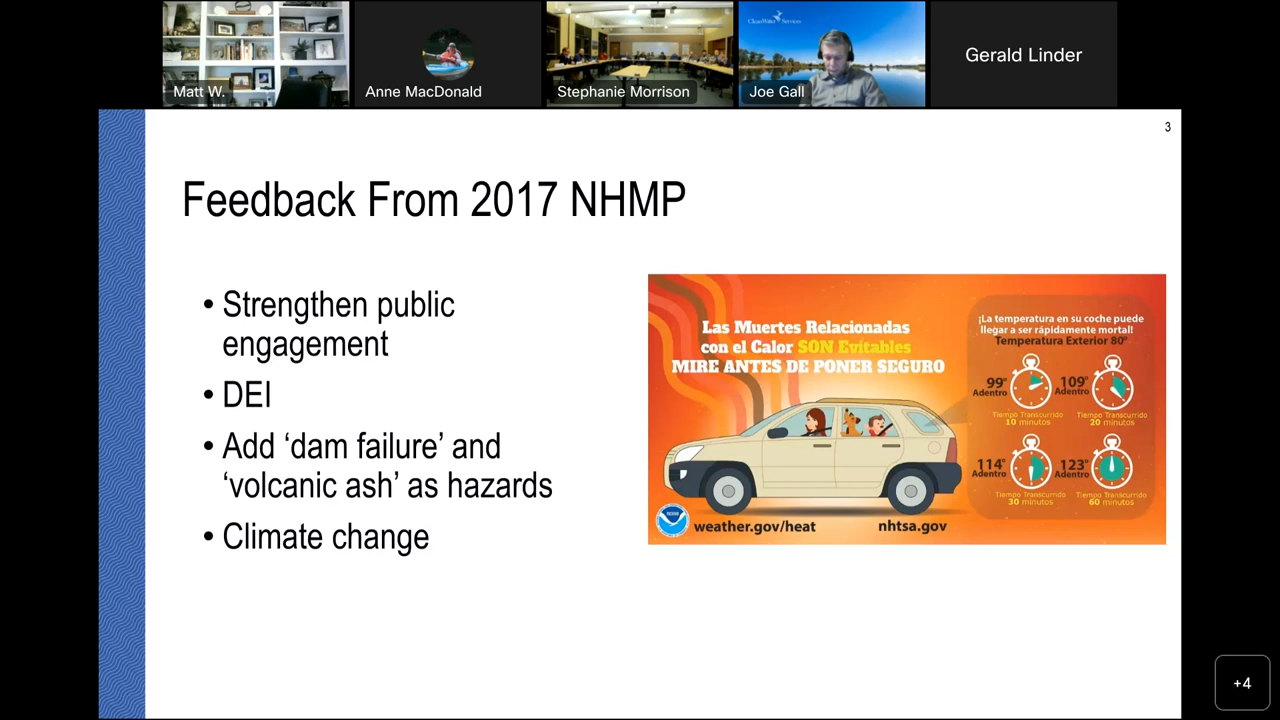 CleanWater Services
Matt W.
Anne MacDonald
Stephanie Morrison
Joe Gall
Gerald Linder
3
Feedback From 2017 NHMP
• Strengthen public
engagement
• DEI
• Add ‘dam failure’ and
‘volcanic ash’ as hazards
• Climate change
Las Muertes Relacionadas
con el Calor SON Evitables
MIRE ANTES DE PONER SEGURO
¡La temperatura en su coche puede
llegar a ser rápidamente mortal!
Temperatura Exterior 80°
99°
Adentro
Tiempo Transcurrido
10 minutos
109°
Adentro
Tiempo Transcurrido
20 minutos
114°
Adentro
Tiempo Transcurrido
30 minutos
123°
Adentro
Tiempo Transcurrido
60 minutos
NOAA
weather.gov/heat
nhtsa.gov
+4